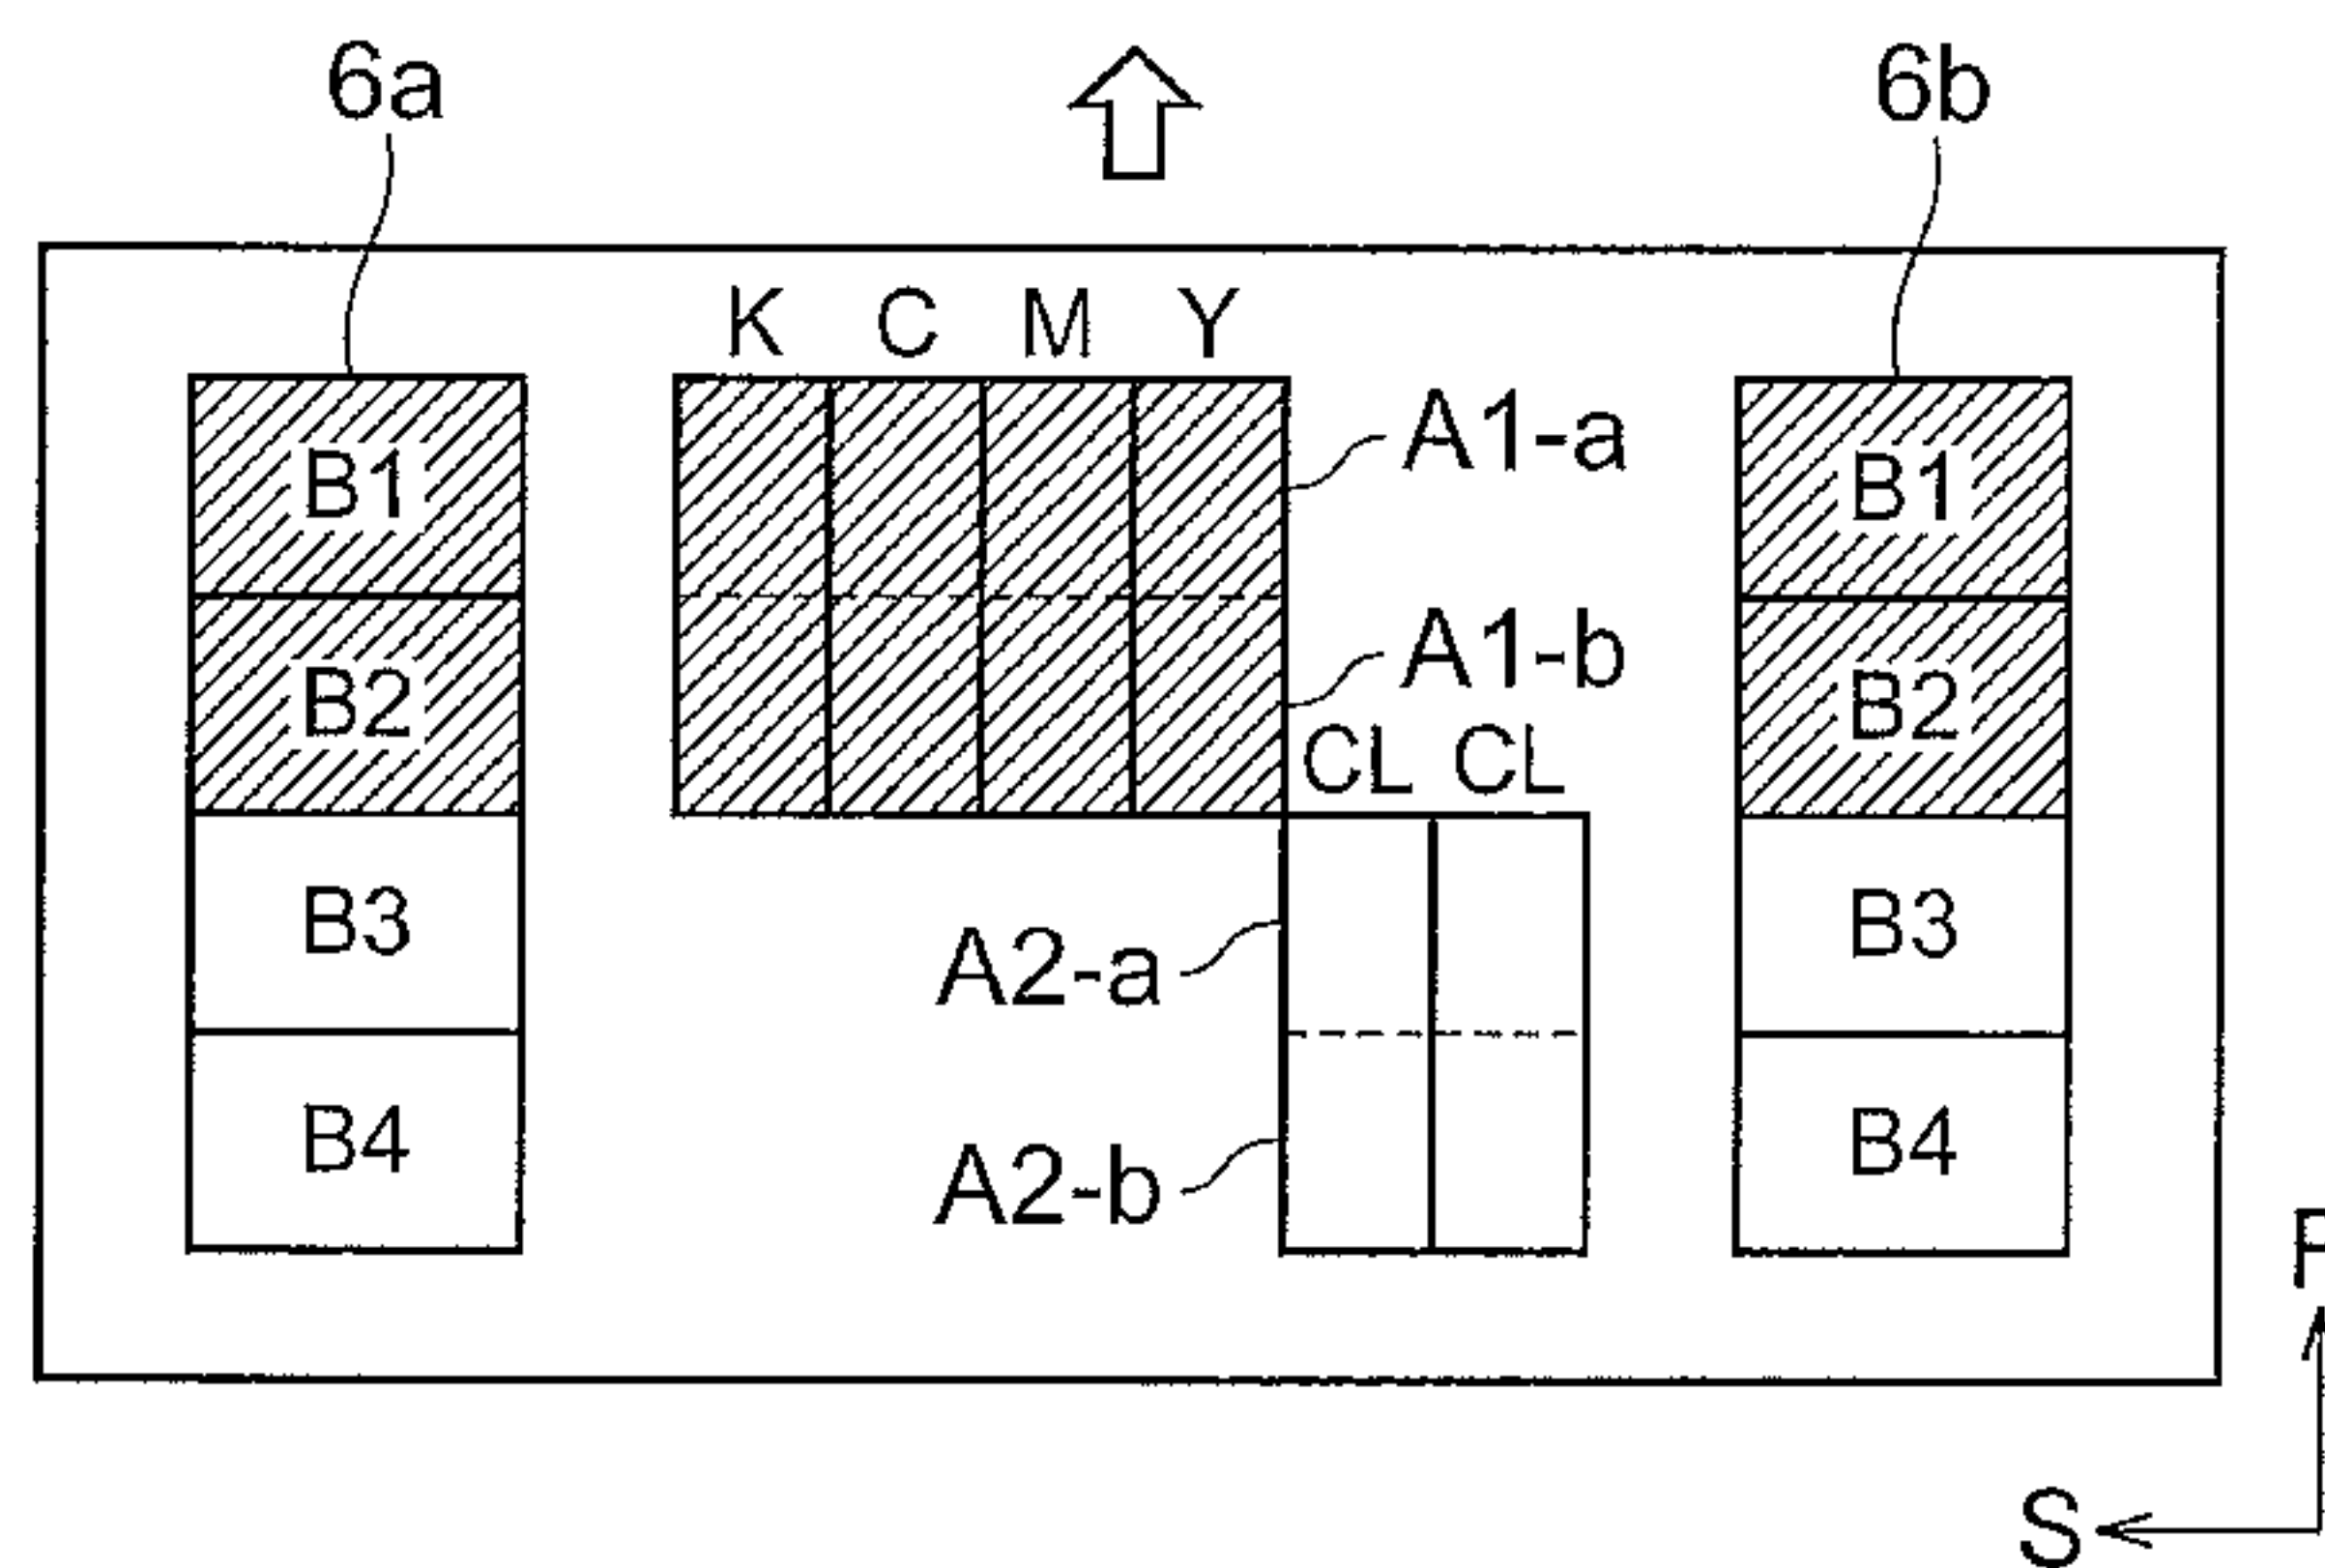 6a 6b
K C M Y
B1 A1-a B1
B2 A1-b B2
CL CL
B3 A2-a B3
B4 A2-b B4
S